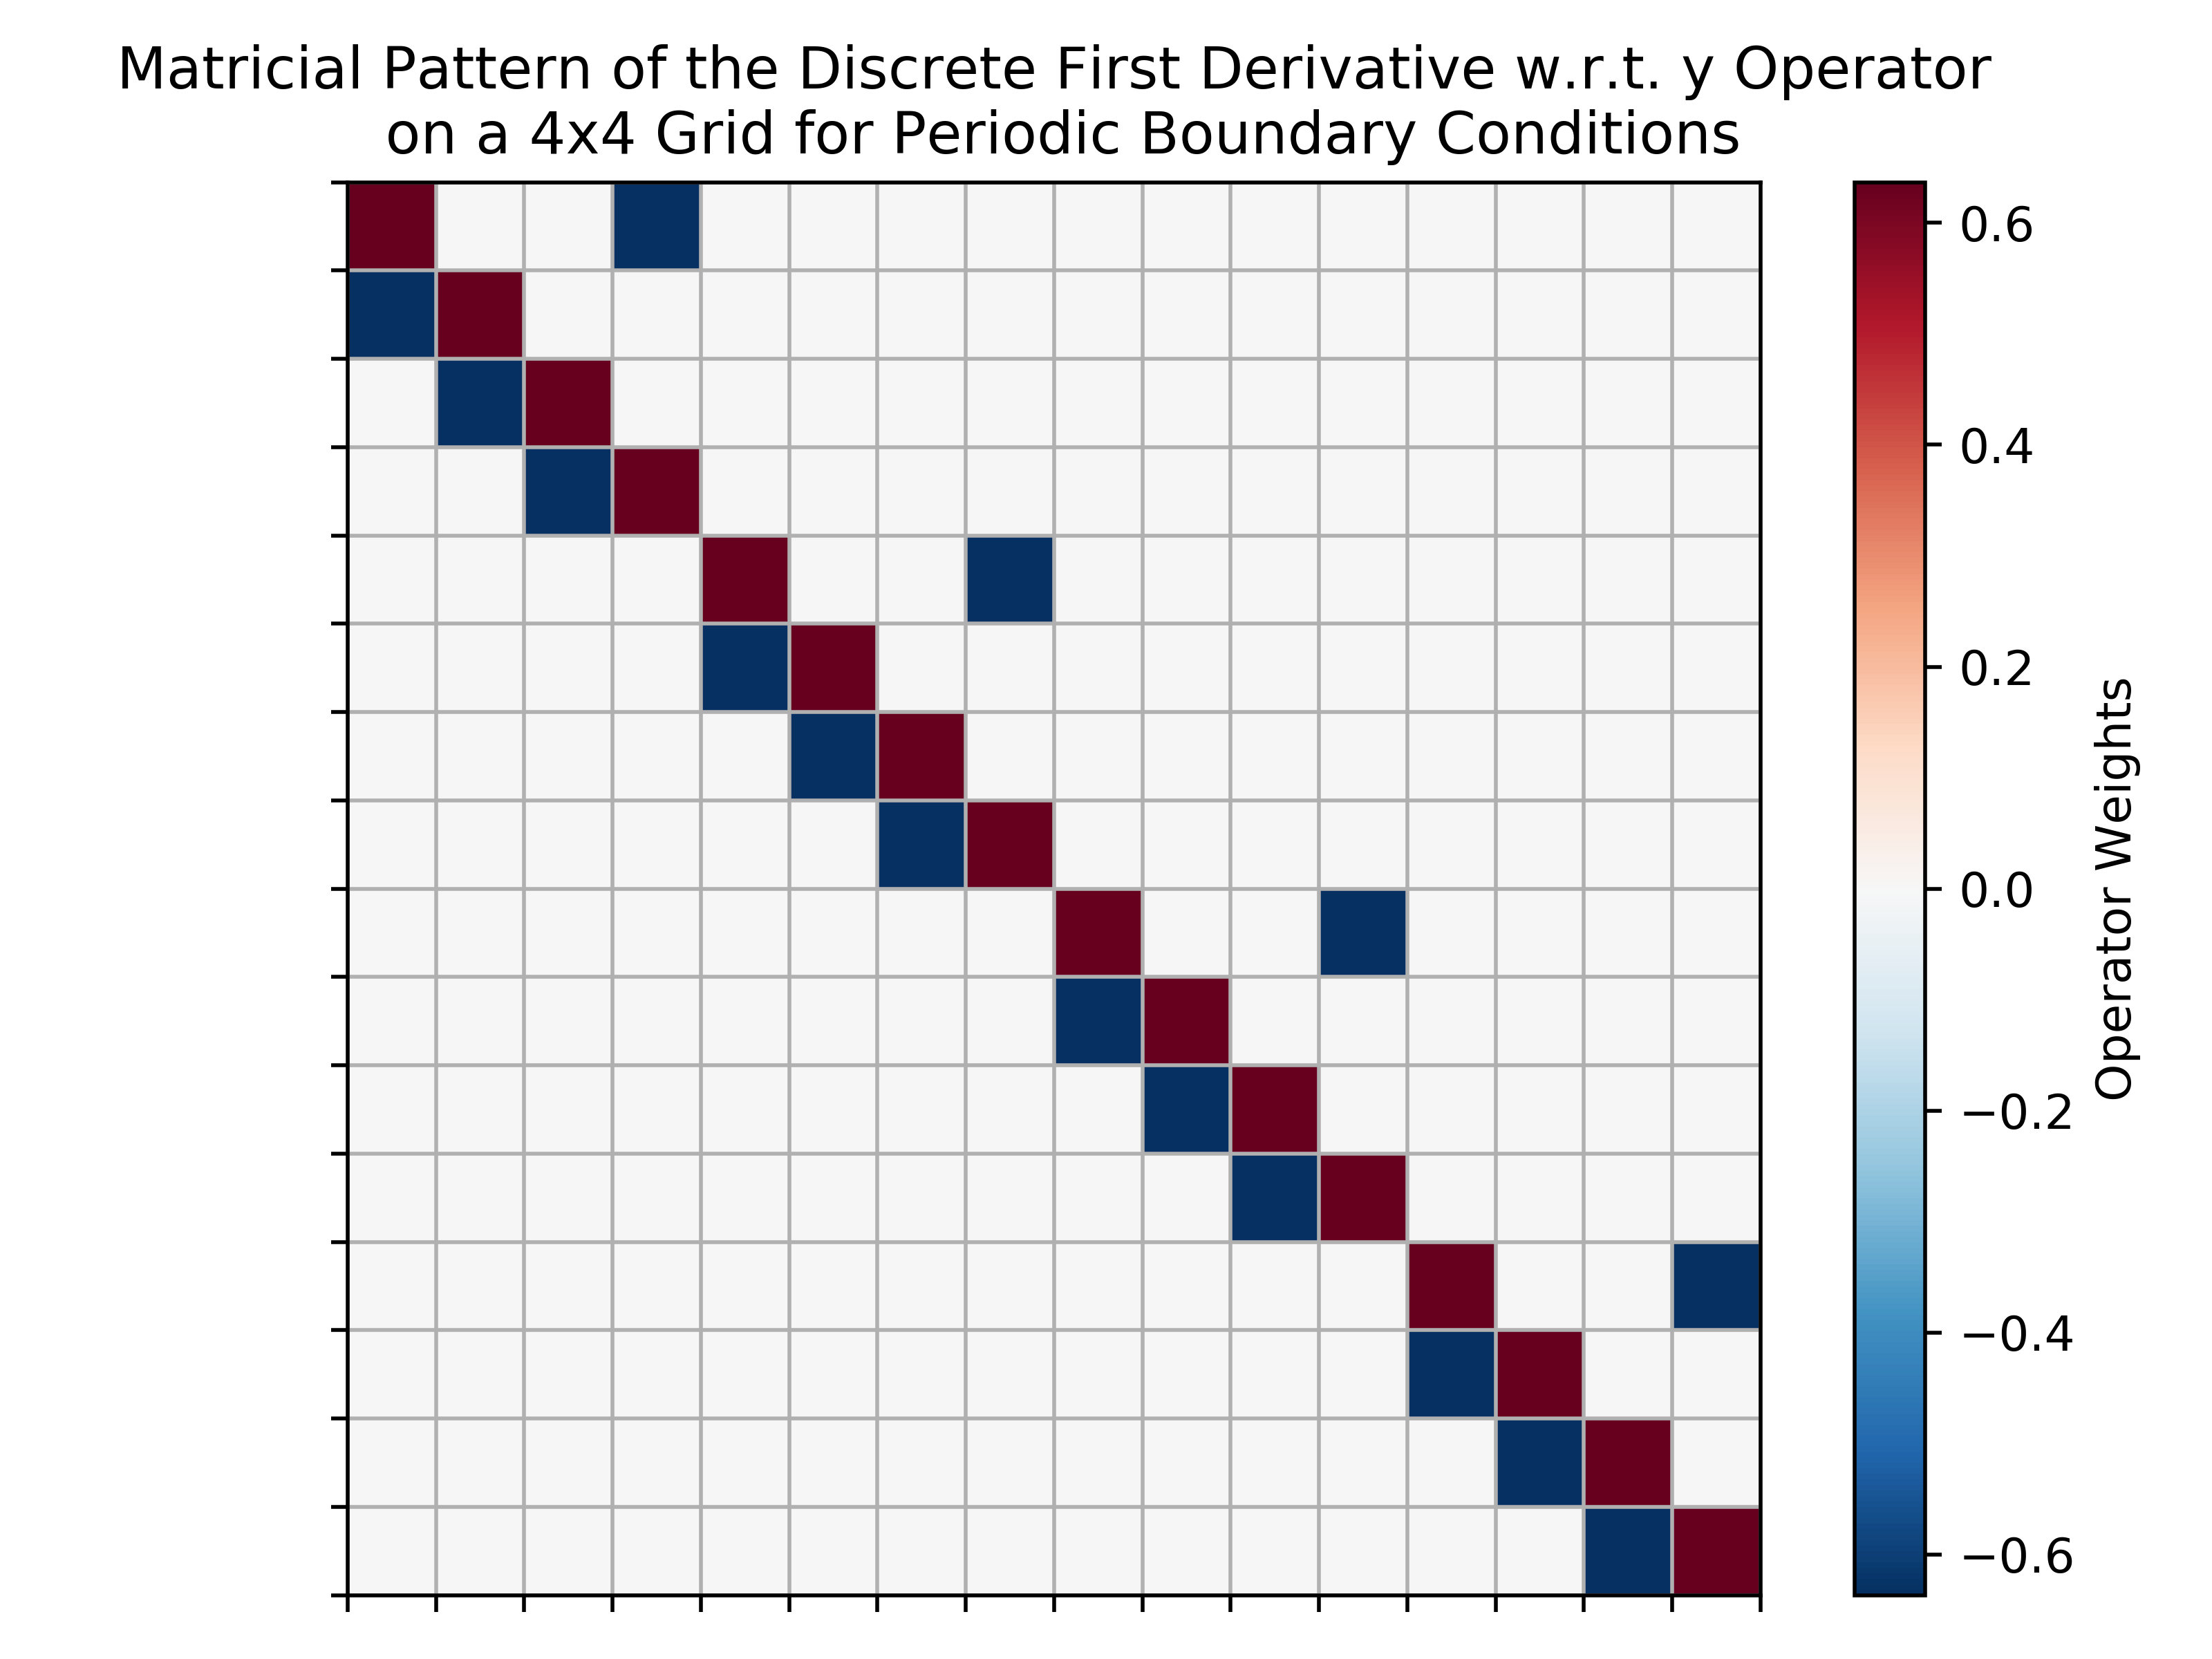 Matricial Pattern of the Discrete First Derivative w.r.t. y Operator
on a 4x4 Grid for Periodic Boundary Conditions
0.6
0.4
0.2
0.0
−0.2
−0.4
−0.6
Operator Weights